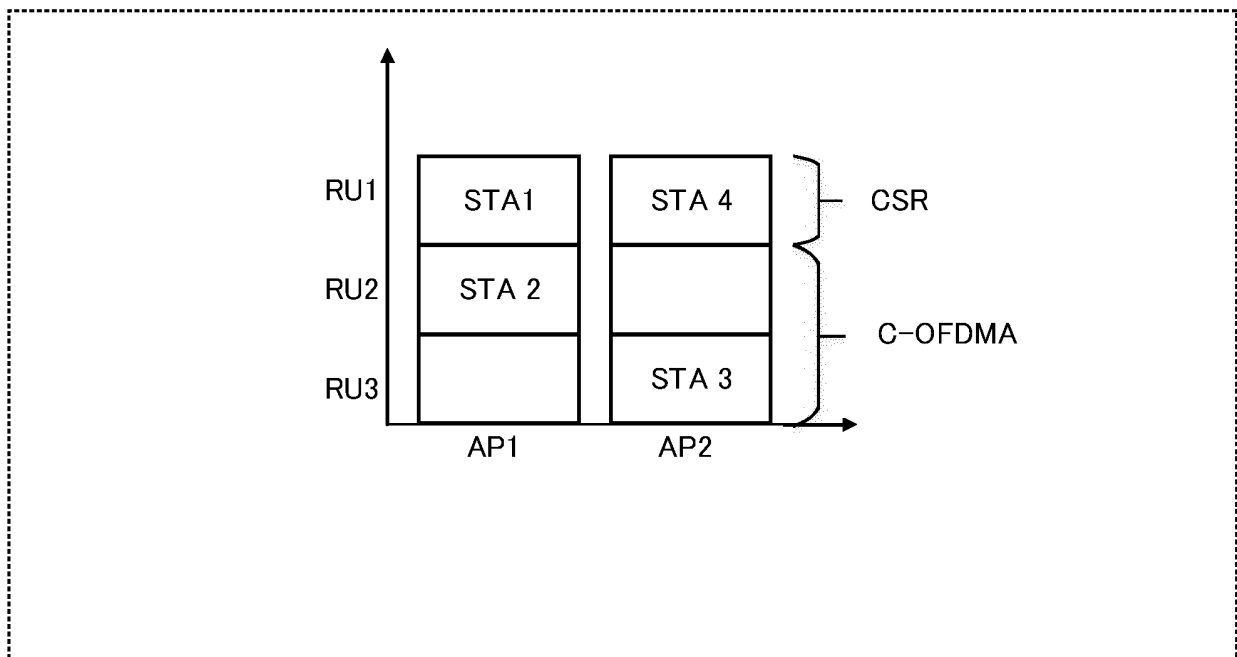 RU1
STA1
STA 4
CSR
RU2
STA 2
C-OFDMA
RU3
STA 3
AP1
AP2